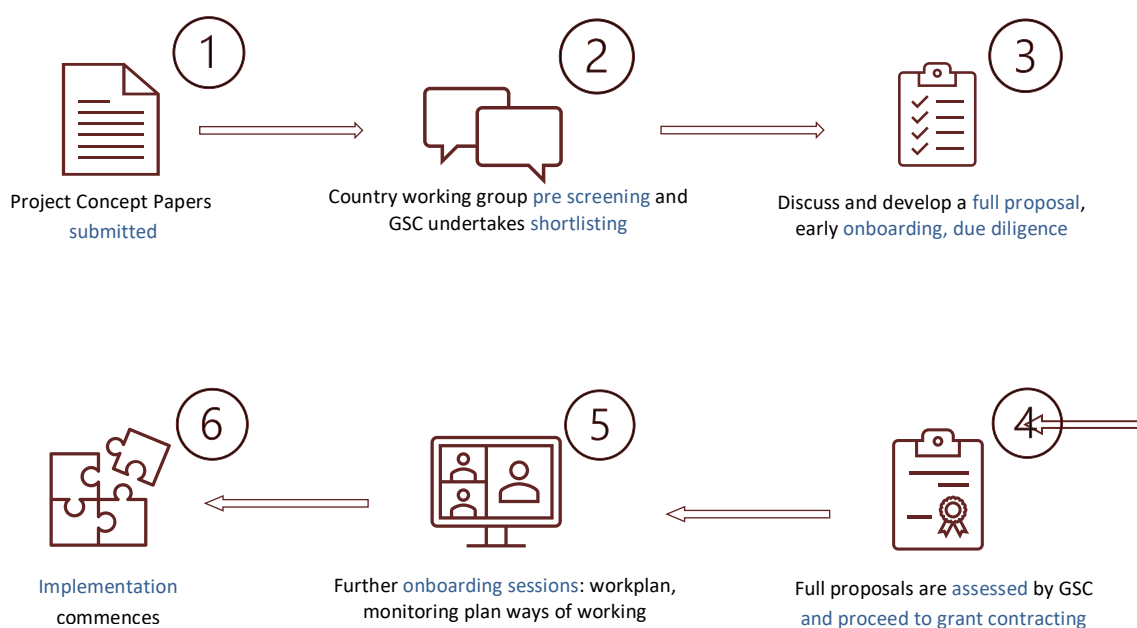 1
Project Concept Papers
submitted
2
Country working group pre screening and
GSC undertakes shortlisting
3
Discuss and develop a full proposal,
early onboarding, due diligence
4
Full proposals are assessed by GSC
and proceed to grant contracting
5
Further onboarding sessions: workplan,
monitoring plan ways of working
6
Implementation
commences